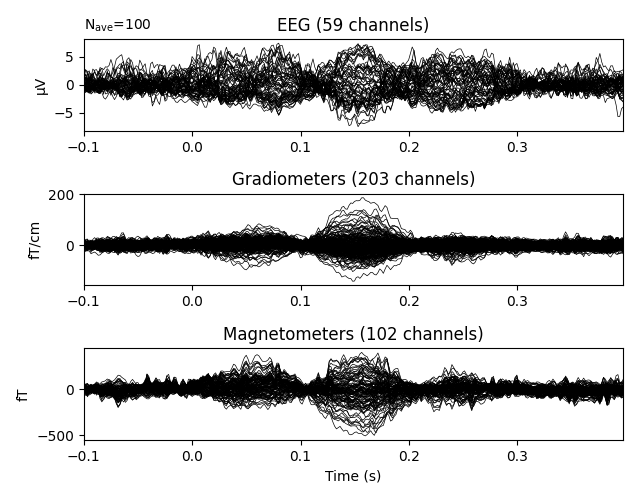 Nave=100
EEG (59 channels)
µV
5
0
−5
−0.1 0.0 0.1 0.2 0.3
Gradiometers (203 channels)
fT/cm
200
0
−0.1 0.0 0.1 0.2 0.3
Magnetometers (102 channels)
fT
0
−500
−0.1 0.0 0.1 0.2 0.3
Time (s)